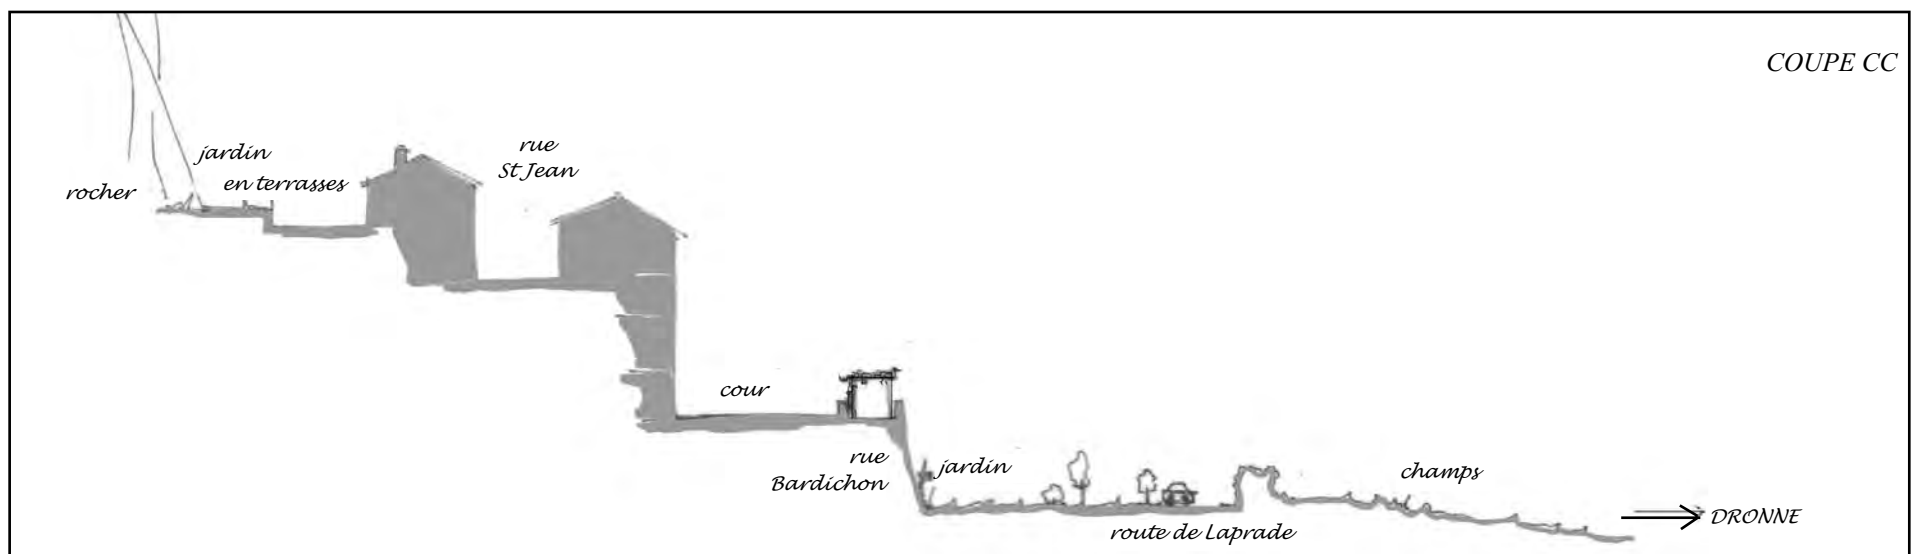 COUPE CC
rocher
jardin
en terrasses
rue
St Jean
cour
rue
Bardichon
jardin
route de Laprade
champs
DRONNE